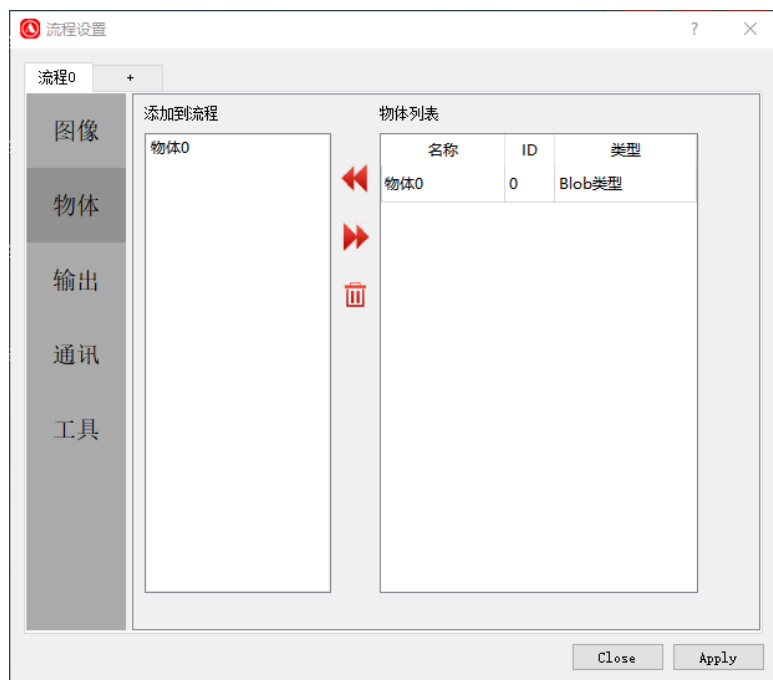 流程设置
流程0 +
图像
物体
输出
通讯
工具
添加到流程
物体0
物体列表
名称 ID 类型
物体0 0 Blob类型
Close Apply